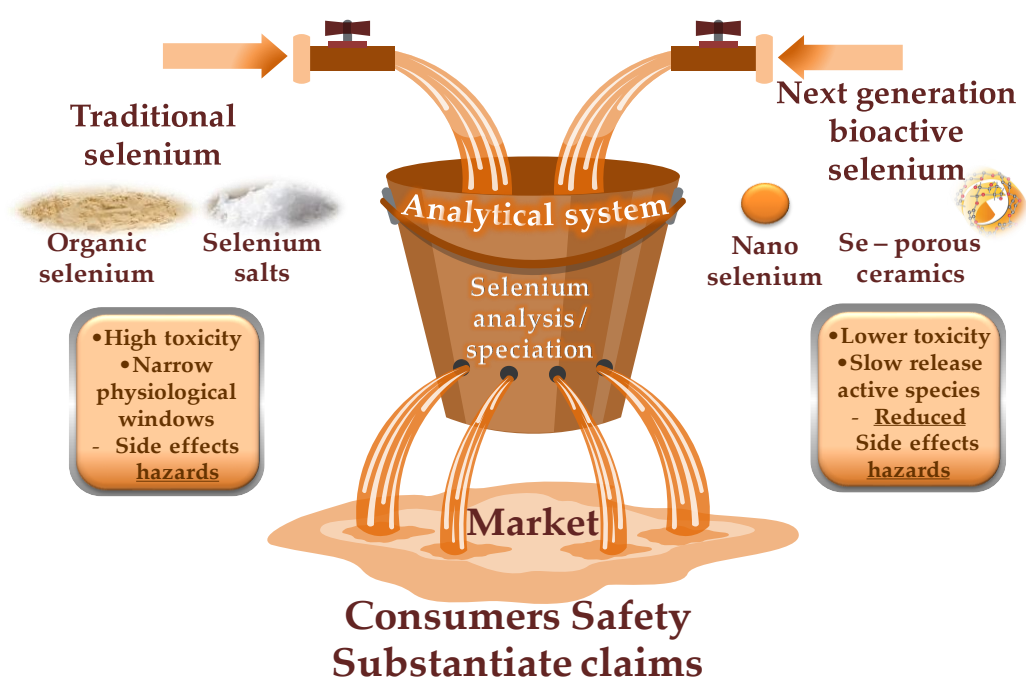 Traditional
selenium
Organic
selenium
Selenium
salts
•High toxicity
•Narrow
physiological
windows
- Side effects
hazards
Analytical system
Selenium
analysis/
speciation
Next generation
bioactive
selenium
Nano
selenium
Se – porous
ceramics
•Lower toxicity
•Slow release
active species
- Reduced
Side effects
hazards
Market
Consumers Safety
Substantiate claims